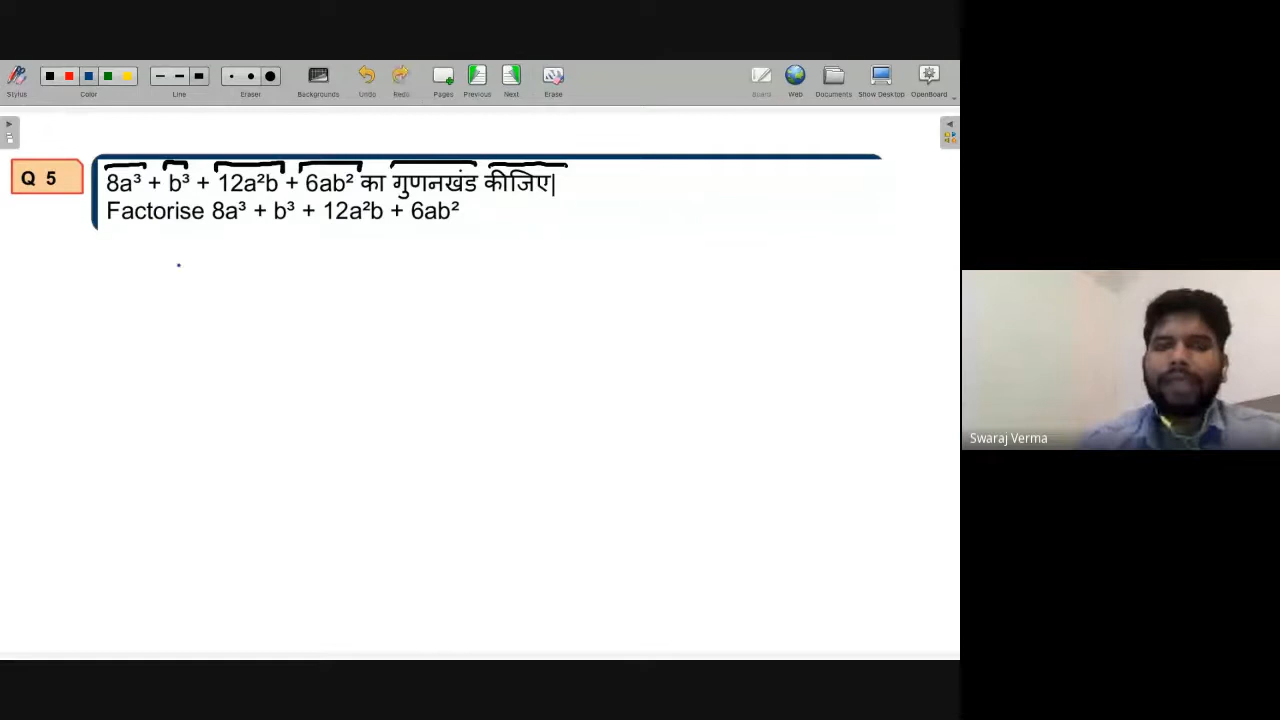 Stylus Color Line Eraser Backgrounds Undo Redo Pages Previous Next Erase Board Web Documents Show Desktop OpenBoard
Q 5
8a³ + b³ + 12a²b + 6ab² का गुणनखंड कीजिए|
Factorise 8a³ + b³ + 12a²b + 6ab²
Swaraj Verma